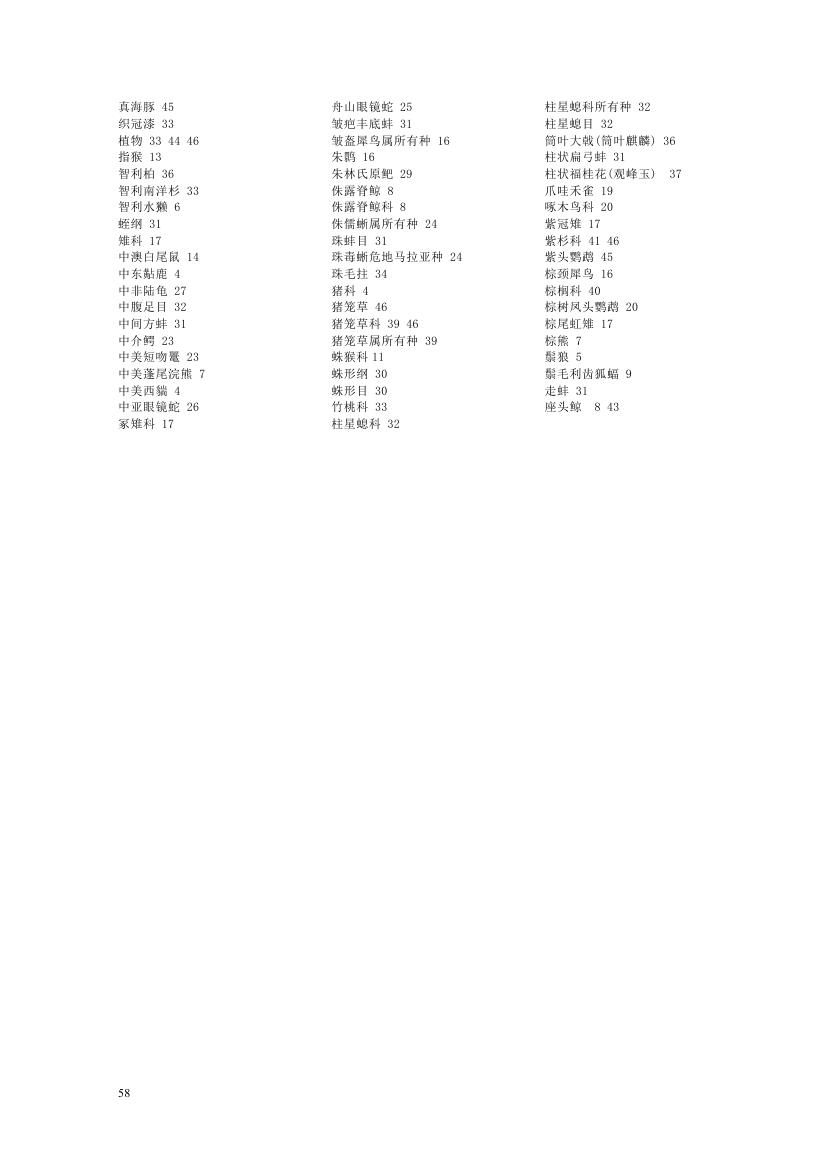 真海豚 45
织冠漆 33
植物 33 44 46
指猴 13
智利柏 36
智利南洋杉 33
智利水獭 6
蛭纲 31
雉科 17
中澳白尾鼠 14
中东黇鹿 4
中非陆龟 27
中腹足目 32
中间方蚌 31
中介鳄 23
中美短吻鼍 23
中美蓬尾浣熊 7
中美西貒 4
中亚眼镜蛇 26
冢雉科 17
舟山眼镜蛇 25
皱疤丰底蚌 31
皱盔犀鸟属所有种 16
朱鹮 16
朱林氏原鲃 29
侏露脊鲸 8
侏露脊鲸科 8
侏儒蜥属所有种 24
珠蚌目 31
珠毒蜥危地马拉亚种 24
珠毛拄 34
猪科 4
猪笼草 46
猪笼草科 39 46
猪笼草属所有种 39
蛛猴科 11
蛛形纲 30
蛛形目 30
竹桃科 33
柱星螅科 32
柱星螅科所有种 32
柱星螅目 32
筒叶大戟(筒叶麒麟) 36
柱状扁弓蚌 31
柱状福桂花(观峰玉) 37
爪哇禾雀 19
啄木鸟科 20
紫冠雉 17
紫杉科 41 46
紫头鹦鹉 45
棕颈犀鸟 16
棕榈科 40
棕树凤头鹦鹉 20
棕尾虹雉 17
棕熊 7
鬃狼 5
鬃毛利齿狐蝠 9
走蚌 31
座头鲸 8 43
58